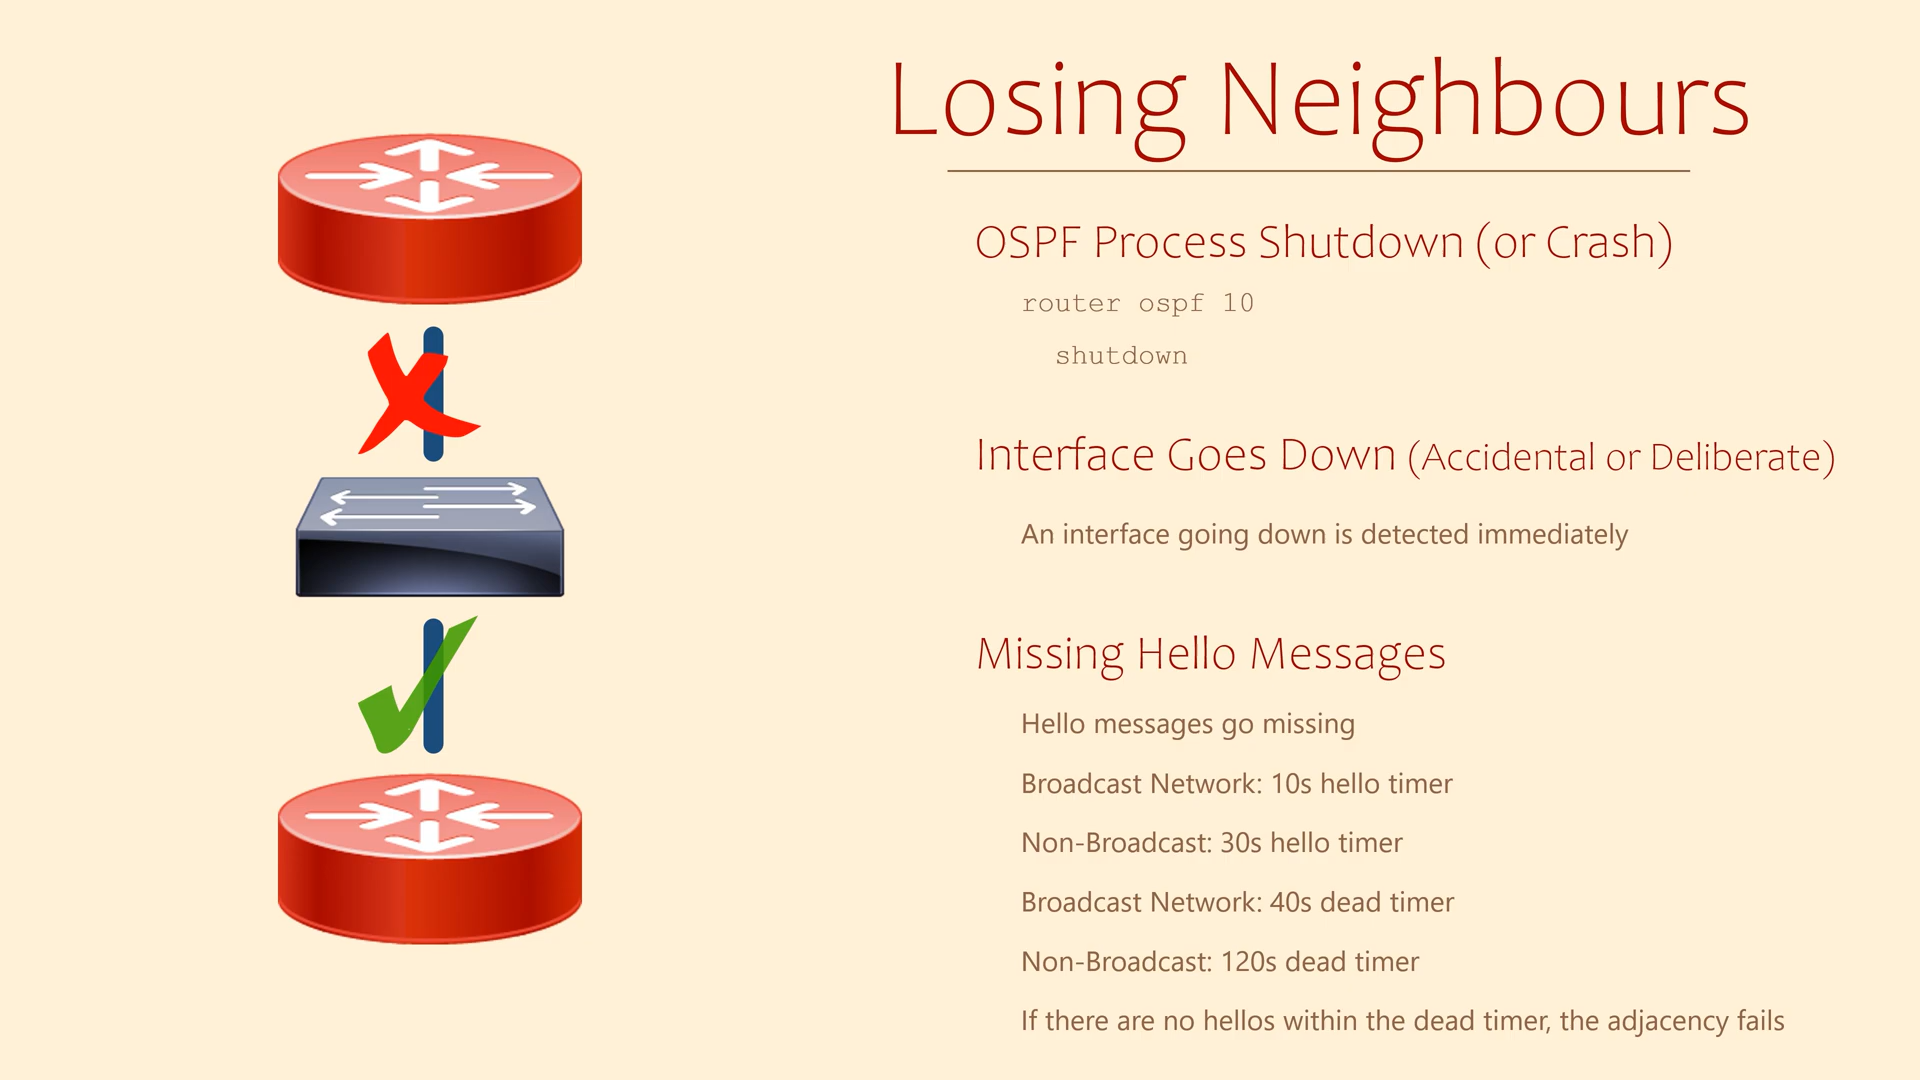 Losing Neighbours
OSPF Process Shutdown (or Crash)
router ospf 10
shutdown
Interface Goes Down (Accidental or Deliberate)
An interface going down is detected immediately
Missing Hello Messages
Hello messages go missing
Broadcast Network: 10s hello timer
Non-Broadcast: 30s hello timer
Broadcast Network: 40s dead timer
Non-Broadcast: 120s dead timer
If there are no hellos within the dead timer, the adjacency fails